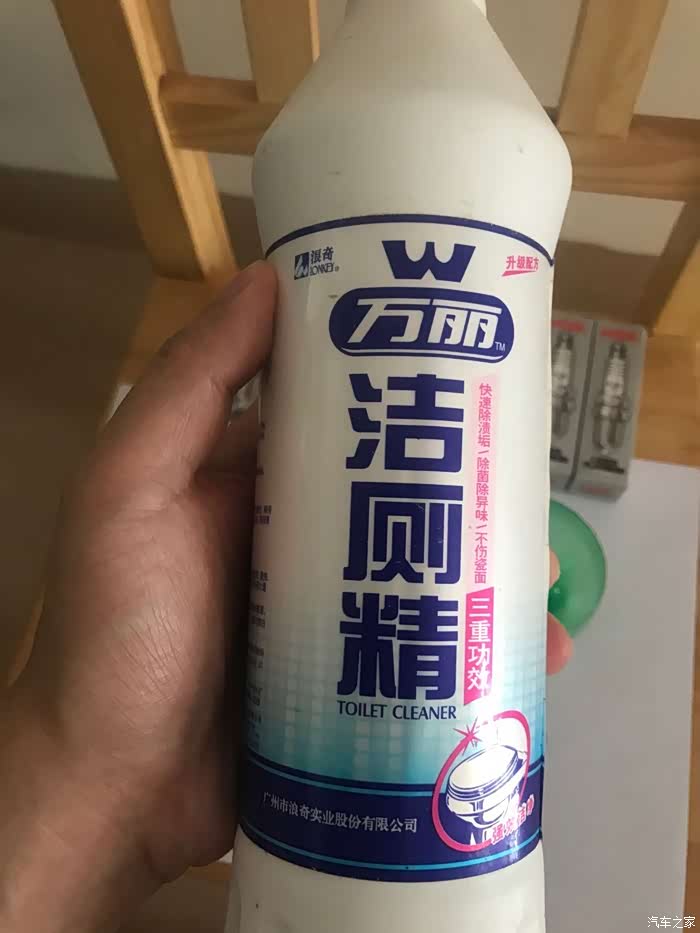 浪奇
LONKEY®
升级配方
W
万丽™
洁厕精
快速除渍垢/除菌除异味/不伤瓷面
三重功效
TOILET CLEANER
广州市浪奇实业股份有限公司
汽车之家